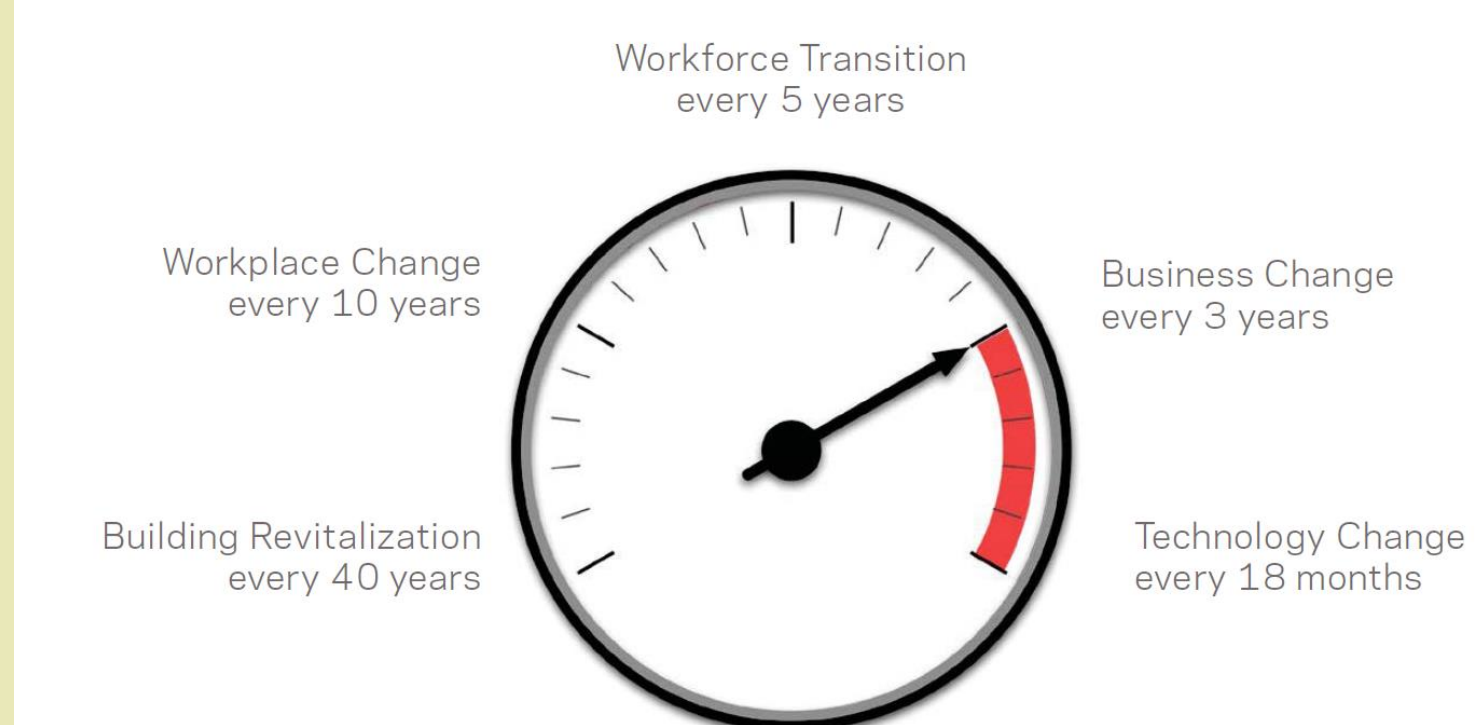 Workforce Transition
every 5 years
Workplace Change
every 10 years
Business Change
every 3 years
Building Revitalization
every 40 years
Technology Change
every 18 months